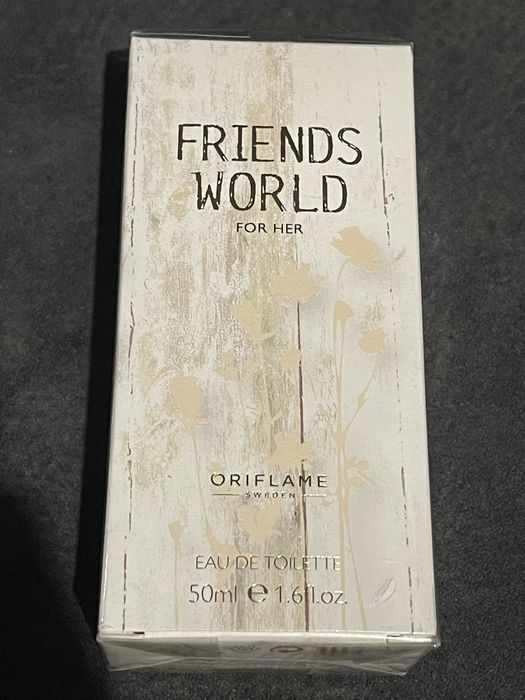 FRIENDS
WORLD
FOR HER
ORIFLAME
SWEDEN
EAU DE TOILETTE
50ml ℮ 1.6fl.oz.